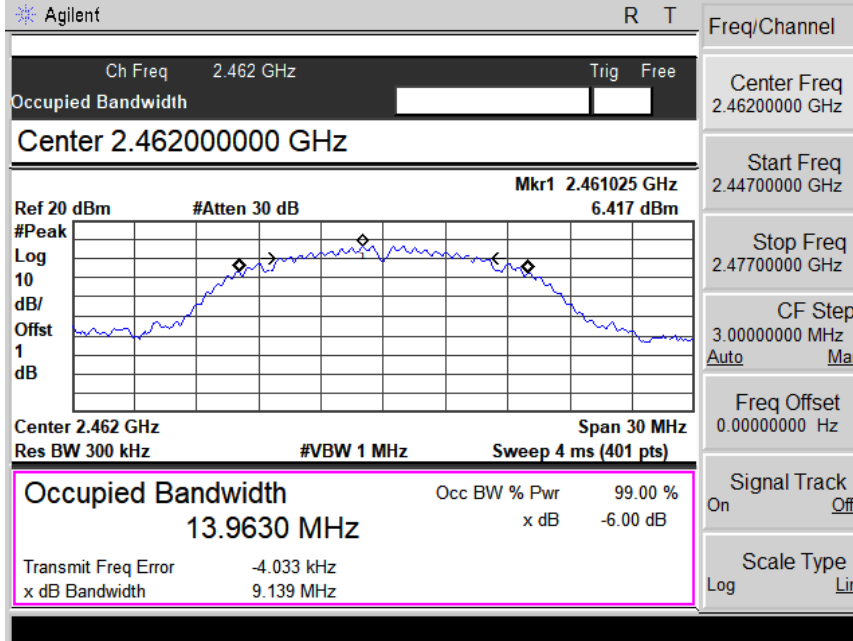 Agilent R T
Ch Freq 2.462 GHz Trig Free
Occupied Bandwidth
Center 2.462000000 GHz
Mkr1 2.461025 GHz
Ref 20 dBm #Atten 30 dB 6.417 dBm
#Peak
Log
10
dB/
Offst
1
dB
1
Center 2.462 GHz Span 30 MHz
Res BW 300 kHz #VBW 1 MHz Sweep 4 ms (401 pts)
Occupied Bandwidth Occ BW % Pwr 99.00 %
13.9630 MHz x dB -6.00 dB
Transmit Freq Error -4.033 kHz
x dB Bandwidth 9.139 MHz
Freq/Channel
Center Freq
2.46200000 GHz
Start Freq
2.44700000 GHz
Stop Freq
2.47700000 GHz
CF Step
3.00000000 MHz
Auto Ma
Freq Offset
0.00000000 Hz
Signal Track
On Off
Scale Type
Log Lin